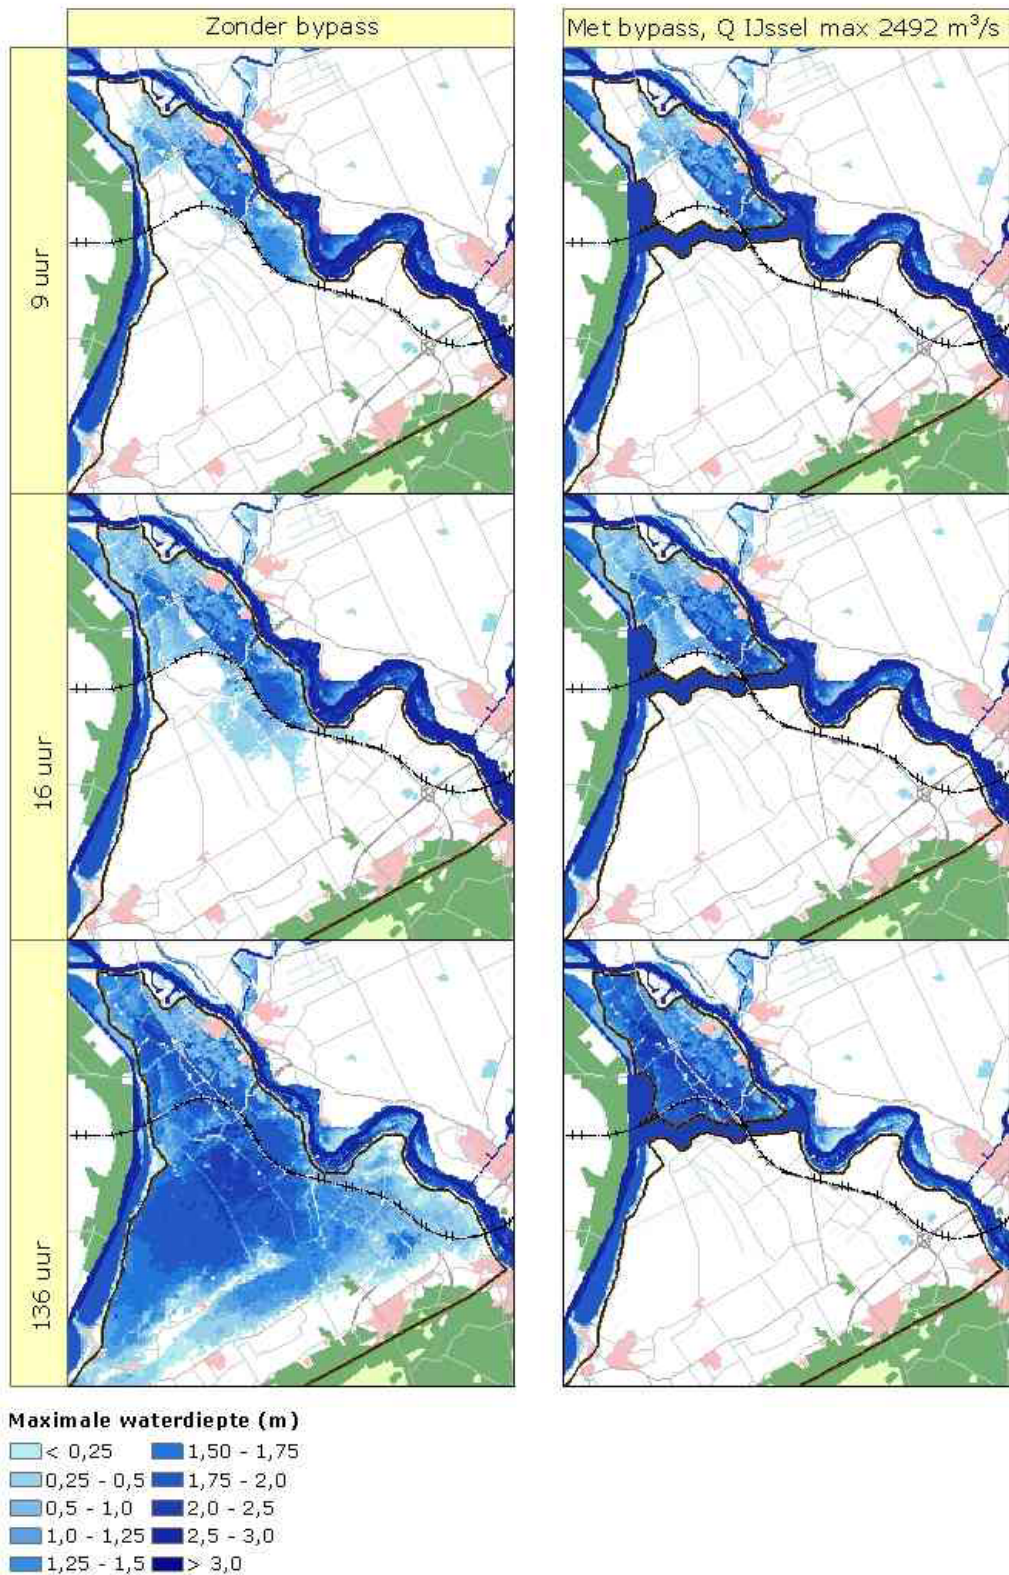 Zonder bypass
Met bypass, Q IJssel max 2492 m³/s
9 uur
16 uur
136 uur
Maximale waterdiepte (m)
< 0,25
0,25 - 0,5
0,5 - 1,0
1,0 - 1,25
1,25 - 1,5
1,50 - 1,75
1,75 - 2,0
2,0 - 2,5
2,5 - 3,0
> 3,0